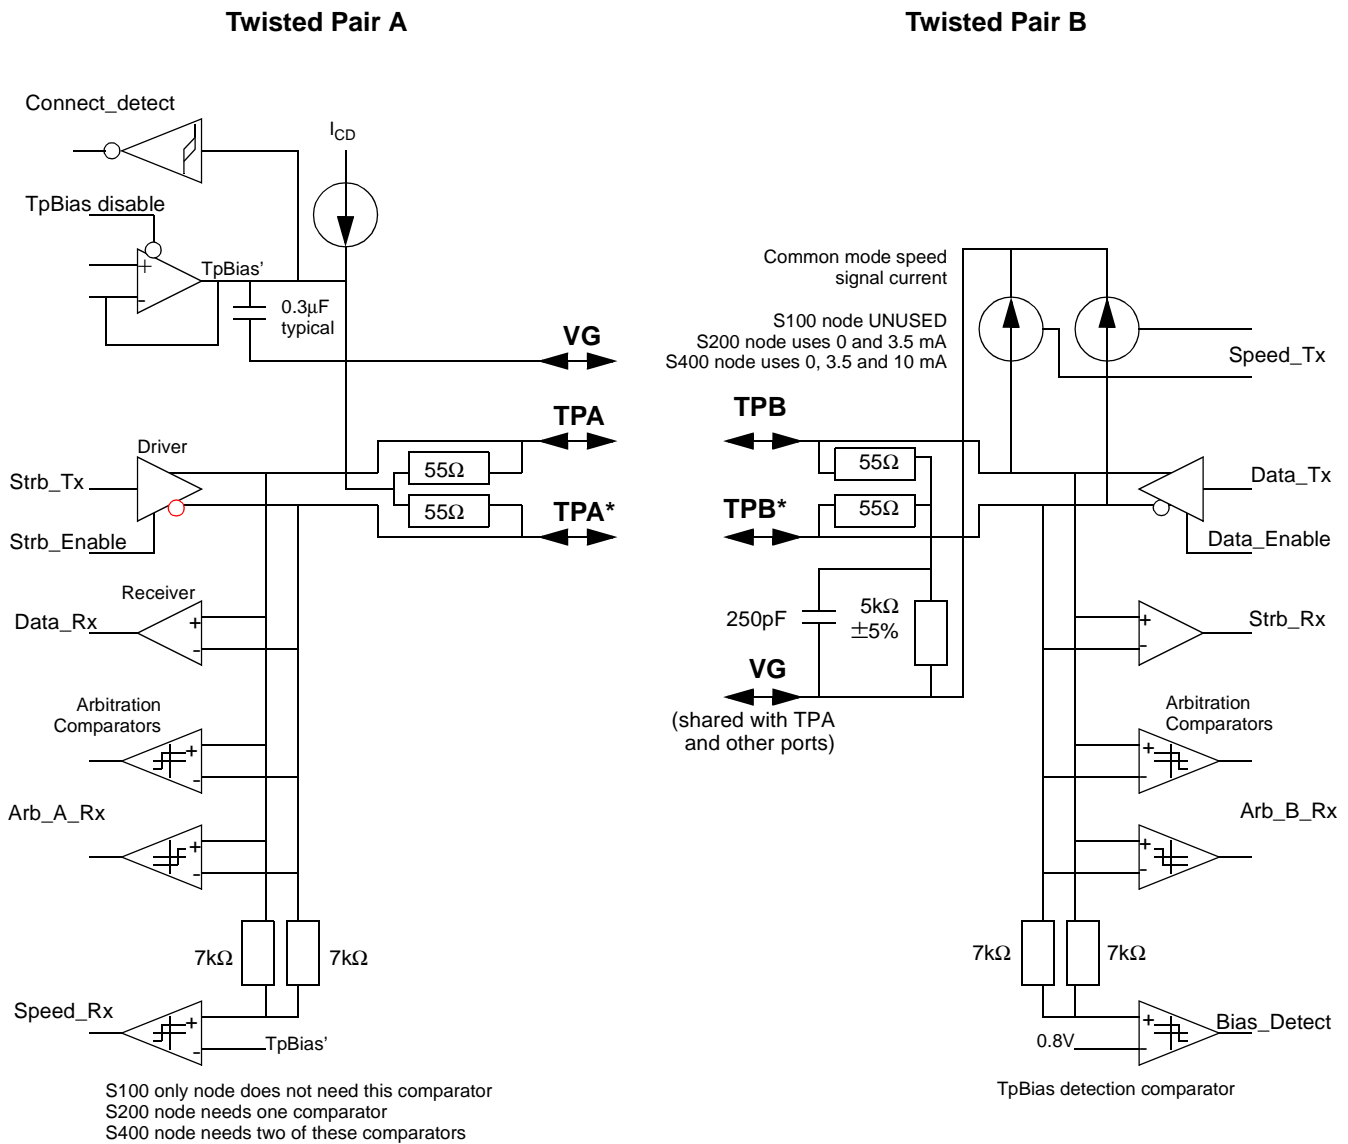 Twisted Pair A
Twisted Pair B
Connect_detect
I_CD
TpBias disable
+
-
TpBias'
0.3μF
typical
VG
Common mode speed
signal current
S100 node UNUSED
S200 node uses 0 and 3.5 mA
S400 node uses 0, 3.5 and 10 mA
Speed_Tx
TPA
TPB
Driver
55Ω
55Ω
Strb_Tx
Data_Tx
55Ω
TPA*
TPB*
55Ω
Strb_Enable
Data_Enable
Receiver
Data_Rx
+
-
250pF
5kΩ
±5%
+
-
Strb_Rx
VG
(shared with TPA
and other ports)
Arbitration
Comparators
+
-
Arbitration
Comparators
+
-
Arb_A_Rx
+
-
Arb_B_Rx
+
-
7kΩ
7kΩ
7kΩ
7kΩ
Speed_Rx
+
-
TpBias'
0.8V
+
-
Bias_Detect
TpBias detection comparator
S100 only node does not need this comparator
S200 node needs one comparator
S400 node needs two of these comparators